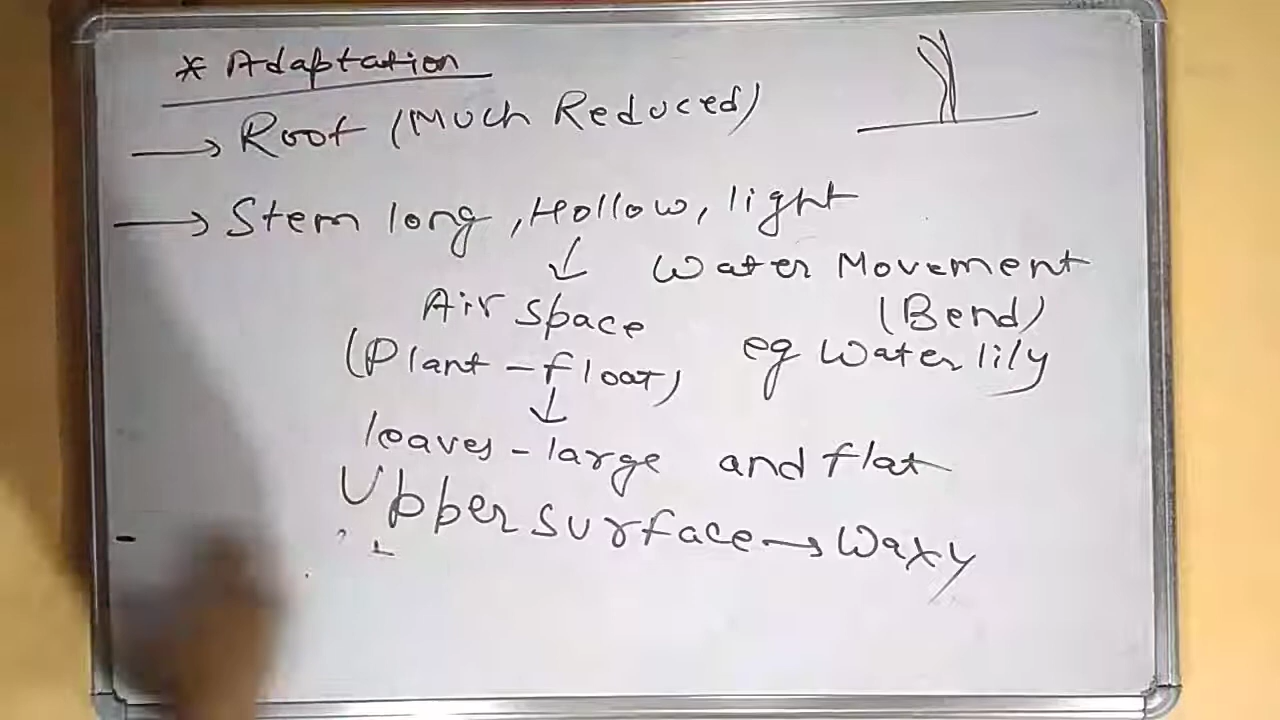 * Adaptation
→ Root (Much Reduced)
→ Stem long, Hollow, light
↓ Water Movement
Air space (Bend)
(Plant - float) eg Water lily
↓
leaves - large and flat
Upper surface → Waxy